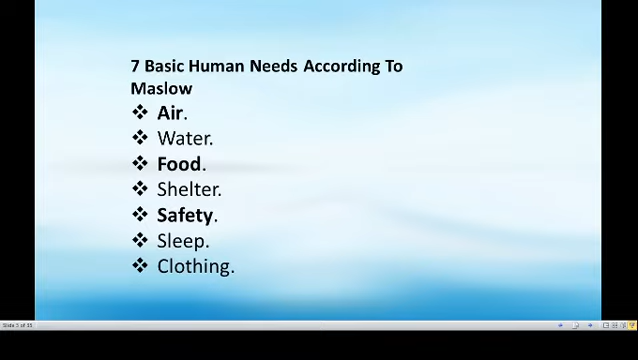 7 Basic Human Needs According To
Maslow
❖ Air.
❖ Water.
❖ Food.
❖ Shelter.
❖ Safety.
❖ Sleep.
❖ Clothing.